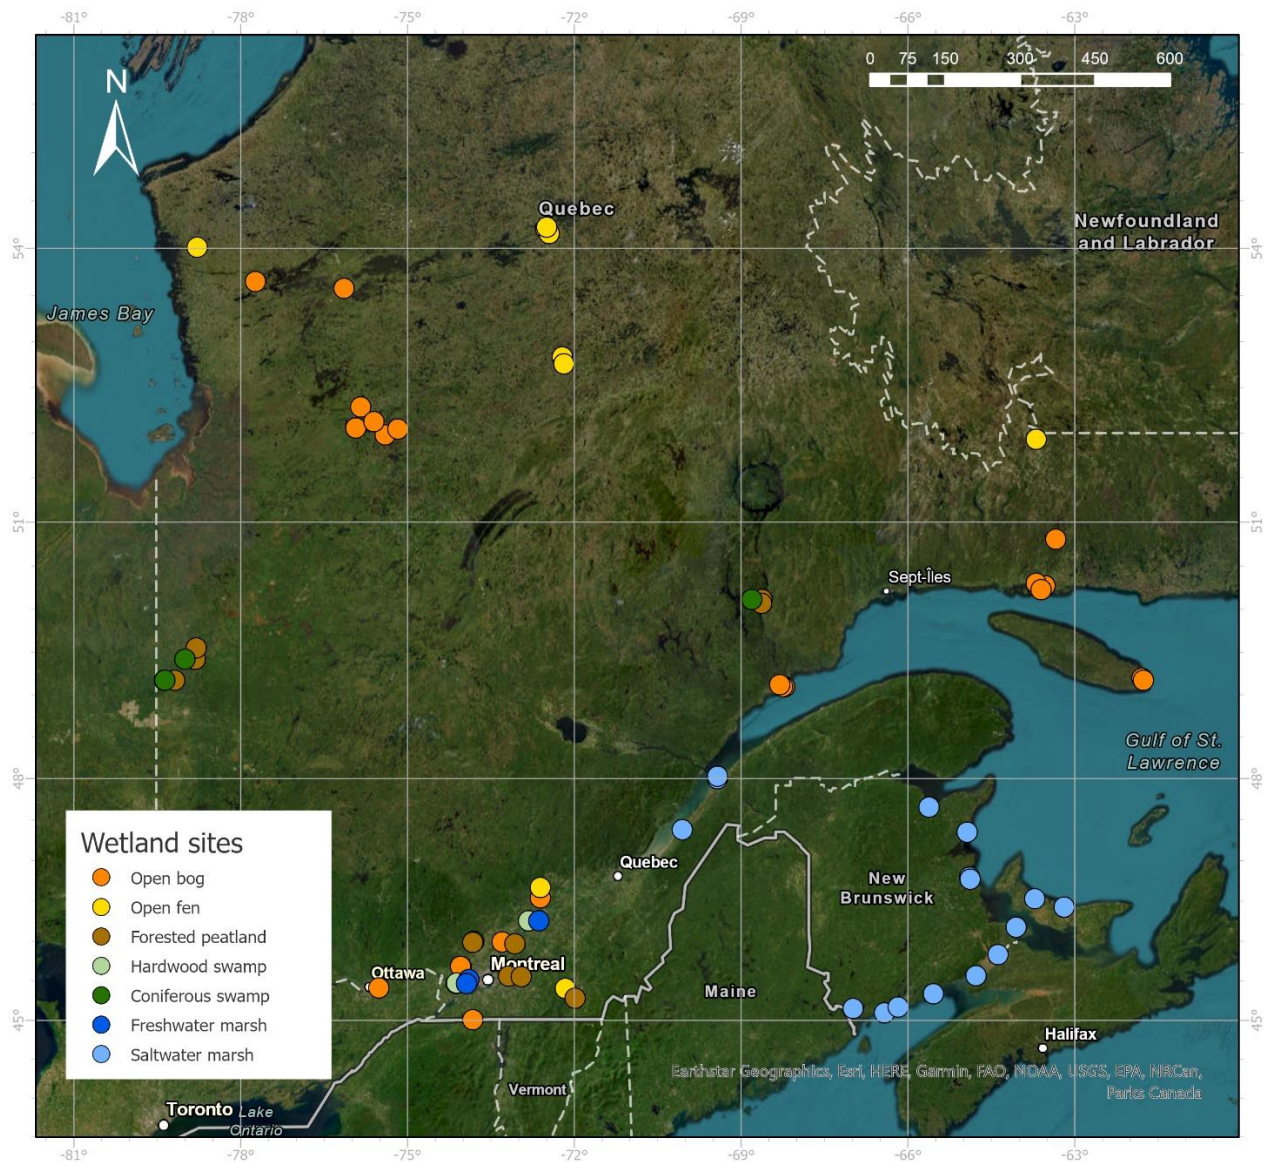 -81° -78° -75° -72° -69° -66° -63°
0 75 150 300 450 600
N
Quebec
Newfoundland
and Labrador
54° 54°
James Bay
51° 51°
Sept-Îles
Gulf of St.
Lawrence
48° 48°
Wetland sites
Open bog
Open fen
Forested peatland
Hardwood swamp
Coniferous swamp
Freshwater marsh
Saltwater marsh
Quebec
New
Brunswick
Ottawa
Montreal
Maine
45° 45°
Halifax
Vermont
Earthstar Geographics, Esri, HERE, Garmin, FAO, NOAA, USGS, EPA, NRCan,
Parks Canada
Toronto
Lake
Ontario
-81° -78° -75° -72° -69° -66° -63°